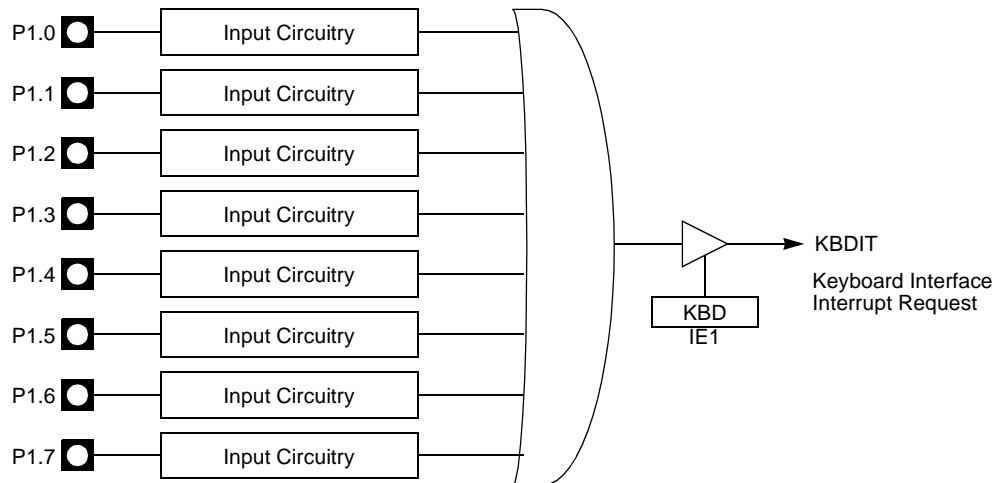 P1.0 Input Circuitry
P1.1 Input Circuitry
P1.2 Input Circuitry
P1.3 Input Circuitry
P1.4 Input Circuitry
P1.5 Input Circuitry
P1.6 Input Circuitry
P1.7 Input Circuitry
KBDIT
Keyboard Interface
Interrupt Request
KBD
IE1